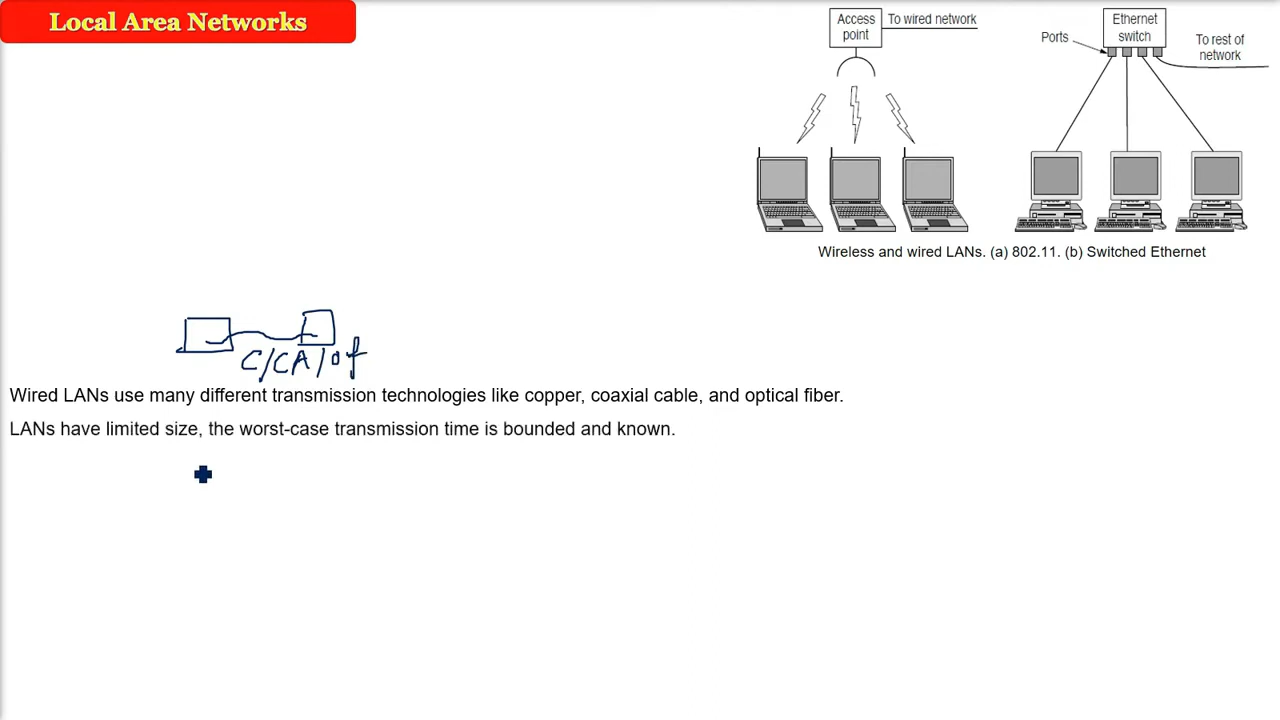 Local Area Networks
Access
point
To wired network
Ethernet
switch
Ports
To rest of
network
Wireless and wired LANs. (a) 802.11. (b) Switched Ethernet
C/CA/of
Wired LANs use many different transmission technologies like copper, coaxial cable, and optical fiber.
LANs have limited size, the worst-case transmission time is bounded and known.